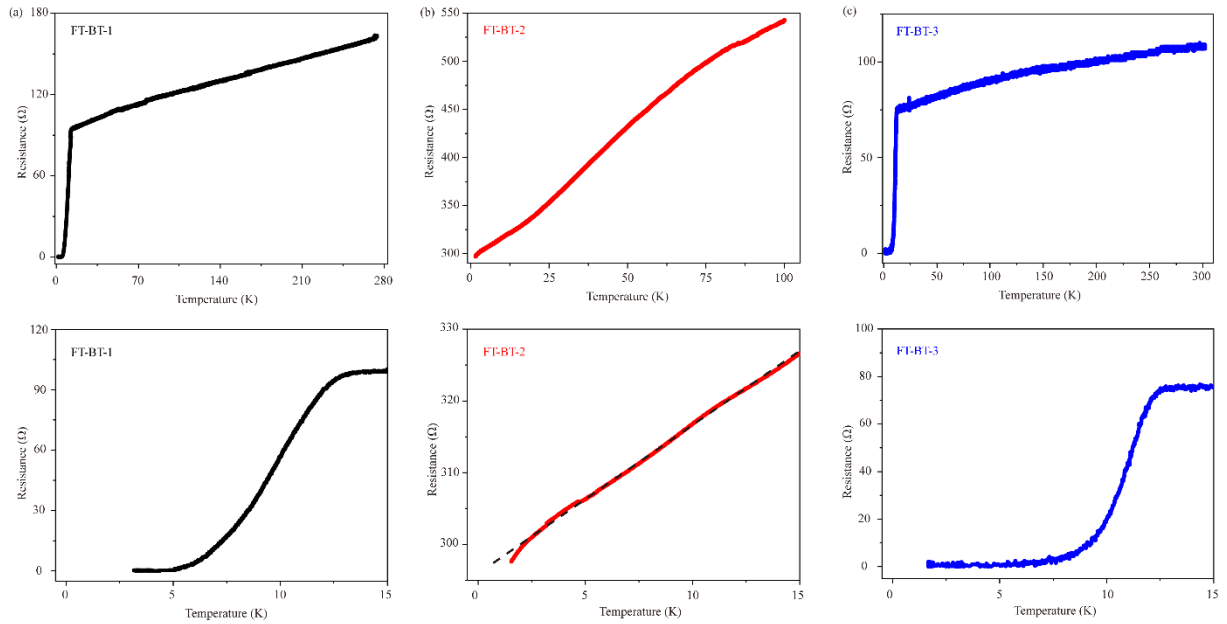 (a)
FT-BT-1
Resistance (Ω)
180
120
60
0
0 70 140 210 280
Temperature (K)
(b)
FT-BT-2
Resistance (Ω)
550
500
450
400
350
300
0 25 50 75 100
Temperature (K)
(c)
FT-BT-3
Resistance (Ω)
100
75
50
25
0
0 50 100 150 200 250 300
Temperature (K)
FT-BT-1
Resistance (Ω)
120
90
60
30
0
0 5 10 15
Temperature (K)
FT-BT-2
Resistance (Ω)
330
320
310
300
0 5 10 15
Temperature (K)
FT-BT-3
Resistance (Ω)
100
80
60
40
20
0
0 5 10 15
Temperature (K)